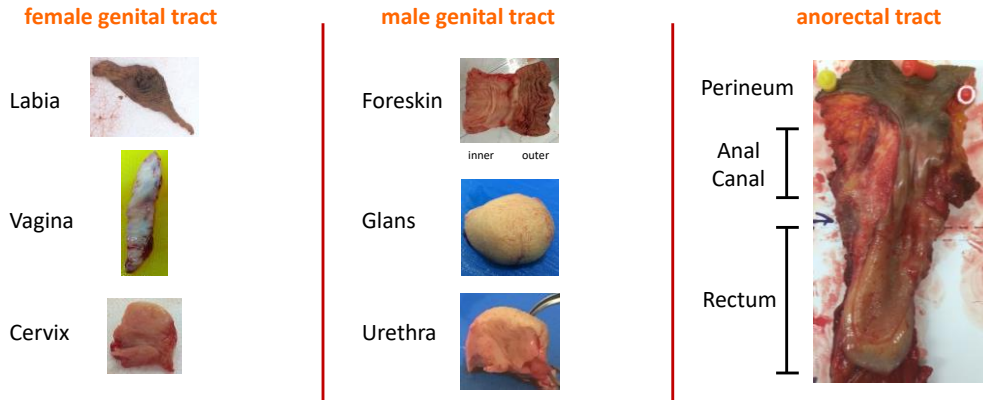 female genital tract
Labia
Vagina
Cervix
male genital tract
Foreskin
inner outer
Glans
Urethra
anorectal tract
Perineum
Anal
Canal
Rectum